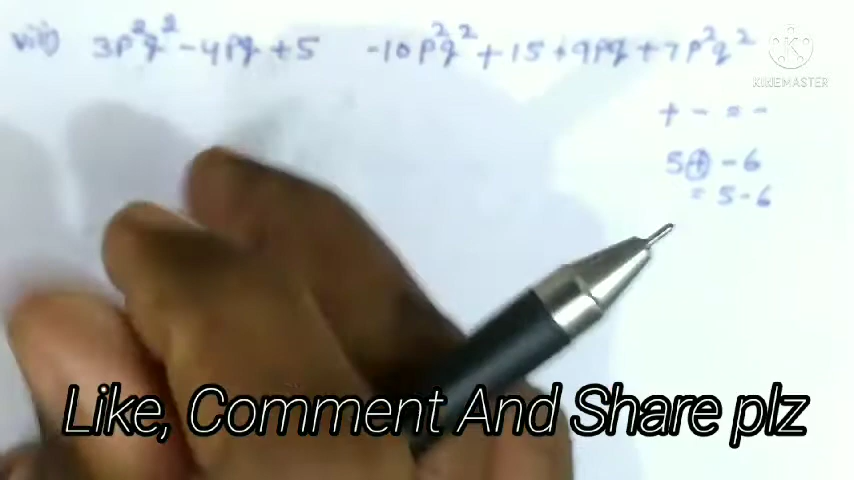 viii) 3p²q² - 4pq + 5   -10p²q² + 15 + 9pq + 7p²q²
KINEMASTER
+ - = -
5 + - 6
= 5 - 6
Like, Comment And Share plz